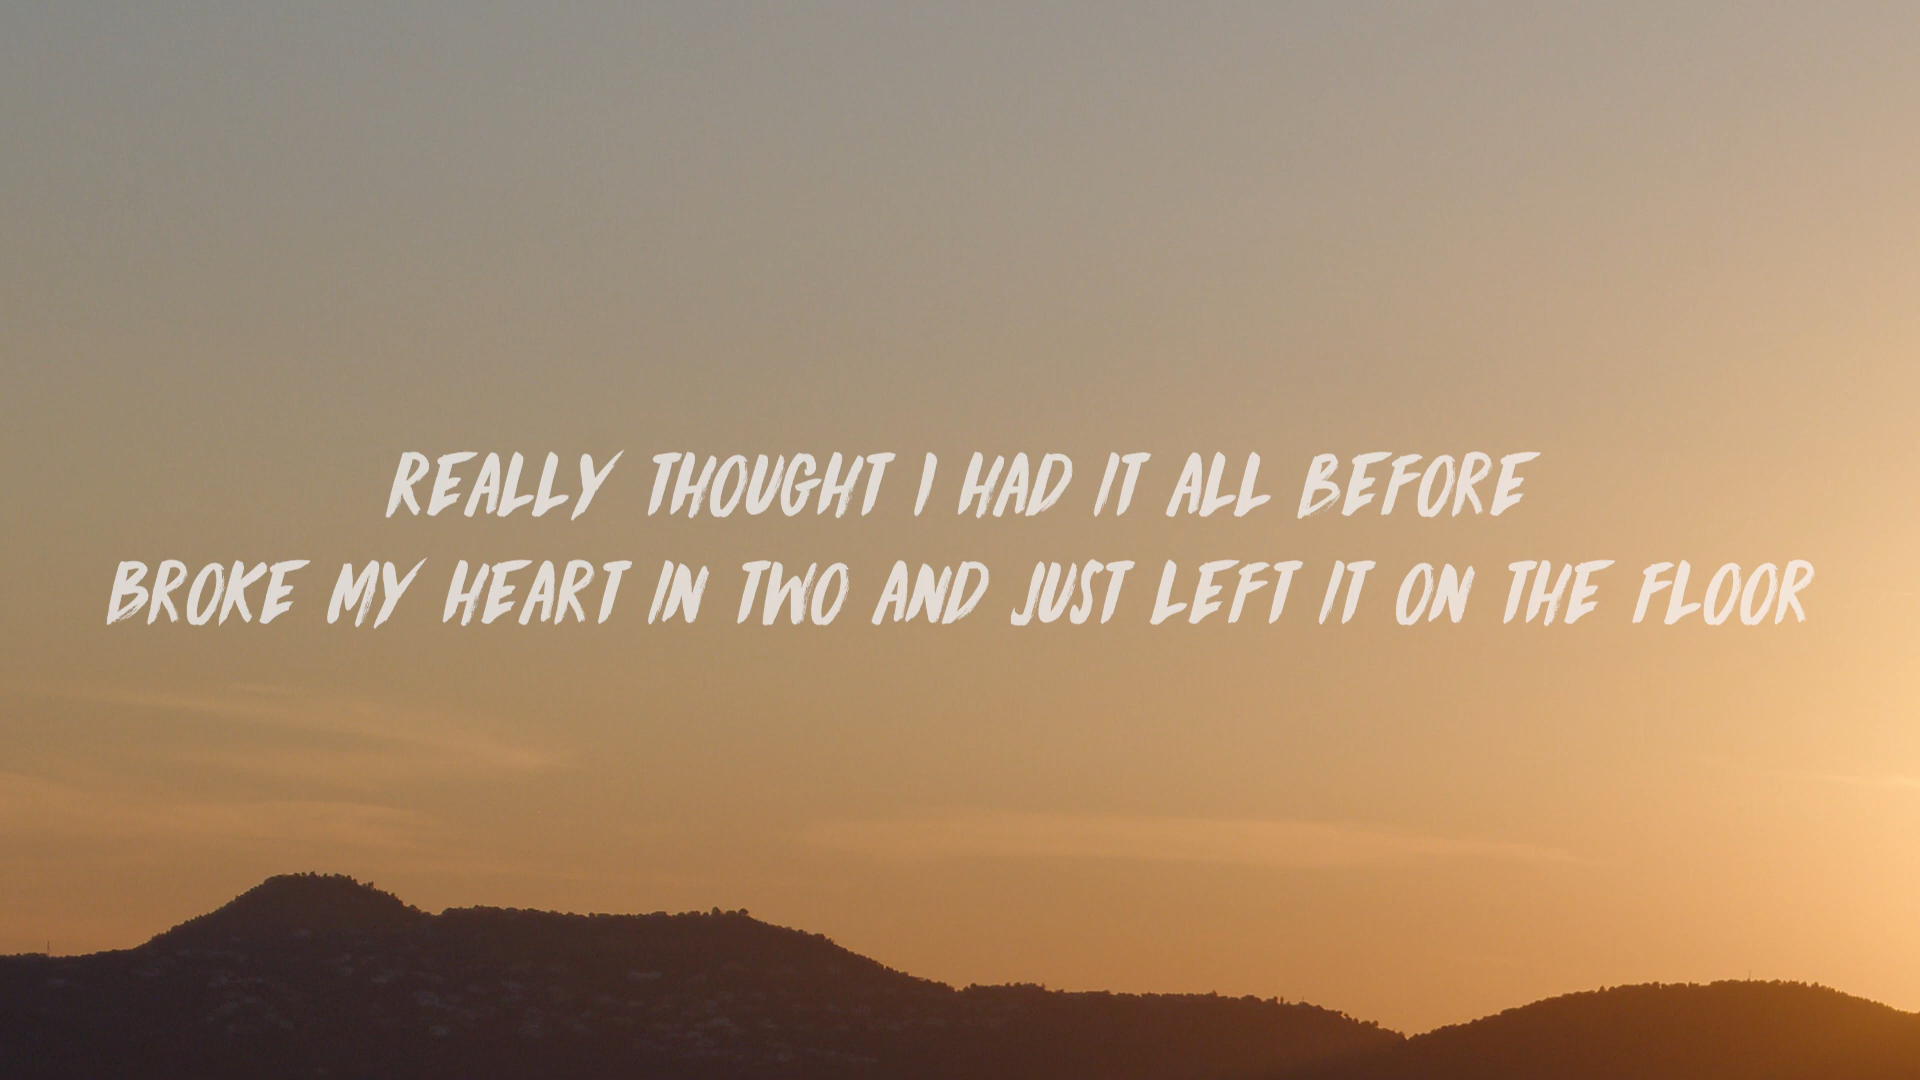 REALLY THOUGHT I HAD IT ALL BEFORE
BROKE MY HEART IN TWO AND JUST LEFT IT ON THE FLOOR